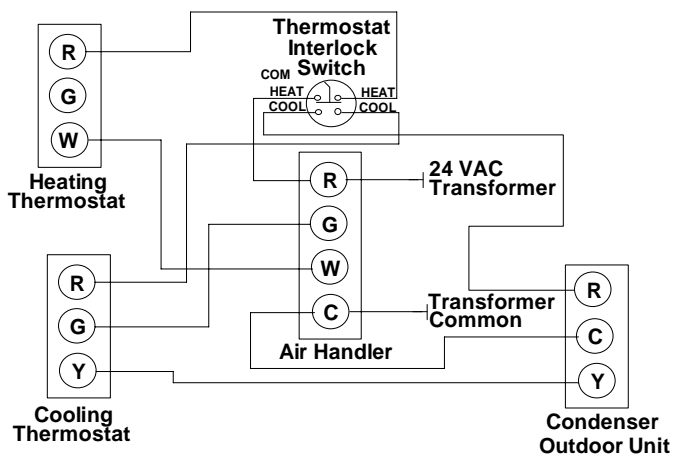 Thermostat
Interlock
Switch
COM
HEAT HEAT
COOL COOL
R
G
W
Heating
Thermostat
R
G
W
C
Air Handler
24 VAC
Transformer
Transformer
Common
R
G
Y
Cooling
Thermostat
R
C
Y
Condenser
Outdoor Unit